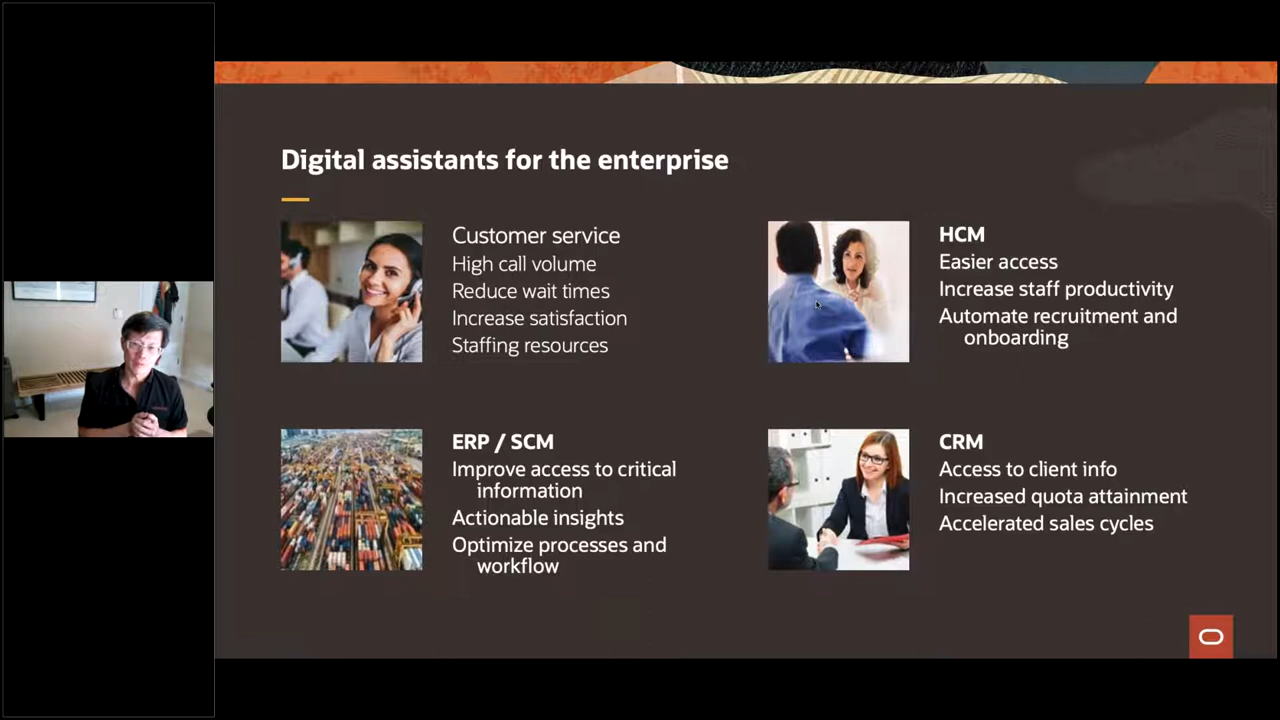 Digital assistants for the enterprise
Customer service
High call volume
Reduce wait times
Increase satisfaction
Staffing resources
HCM
Easier access
Increase staff productivity
Automate recruitment and
onboarding
ERP / SCM
Improve access to critical
information
Actionable insights
Optimize processes and
workflow
CRM
Access to client info
Increased quota attainment
Accelerated sales cycles